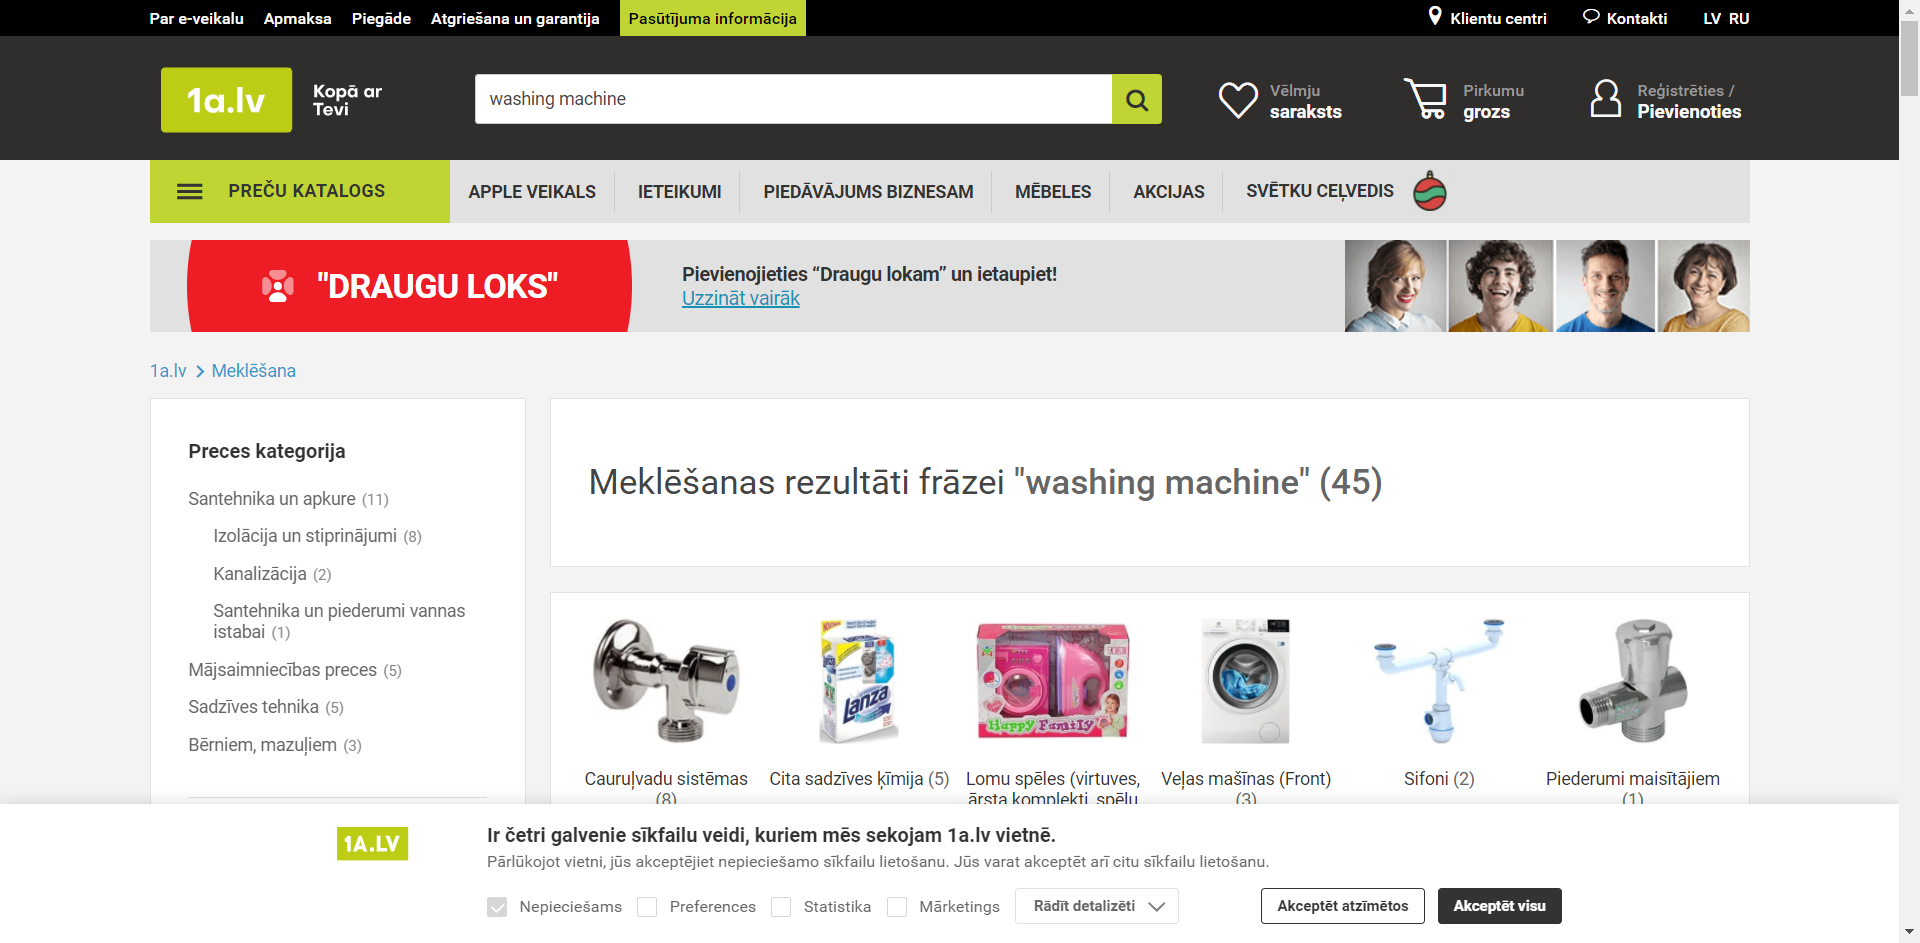 Par e-veikalu Apmaksa Piegāde Atgriešana un garantija Pasūtījuma informācija Klientu centri Kontakti LV RU
1a.lv
Kopā ar
Tevi
washing machine
Vēlmju
saraksts
Pirkumu
grozs
Reģistrēties /
Pievienoties
PREČU KATALOGS APPLE VEIKALS IETEIKUMI PIEDĀVĀJUMS BIZNESAM MĒBELES AKCIJAS SVĒTKU CEĻVEDIS
"DRAUGU LOKS"
Pievienojieties “Draugu lokam” un ietaupiet!
Uzzināt vairāk
1a.lv Meklēšana
Preces kategorija
Santehnika un apkure (11)
Izolācija un stiprinājumi (8)
Kanalizācija (2)
Santehnika un piederumi vannas
istabai (1)
Mājsaimniecības preces (5)
Sadzīves tehnika (5)
Bērniem, mazuļiem (3)
Meklēšanas rezultāti frāzei "washing machine" (45)
Lanza
Happy Family
Cauruļvadu sistēmas
(8)
Cita sadzīves ķīmija (5)
Lomu spēles (virtuves,
ārsta komplekti, spēļu
Veļas mašīnas (Front)
(3)
Sifoni (2)
Piederumi maisītājiem
(1)
1A.LV
Ir četri galvenie sīkfailu veidi, kuriem mēs sekojam 1a.lv vietnē.
Pārlūkojot vietni, jūs akceptējiet nepieciešamo sīkfailu lietošanu. Jūs varat akceptēt arī citu sīkfailu lietošanu.
Nepieciešams Preferences Statistika Mārketings Rādīt detalizēti Akceptēt atzīmētos Akceptēt visu